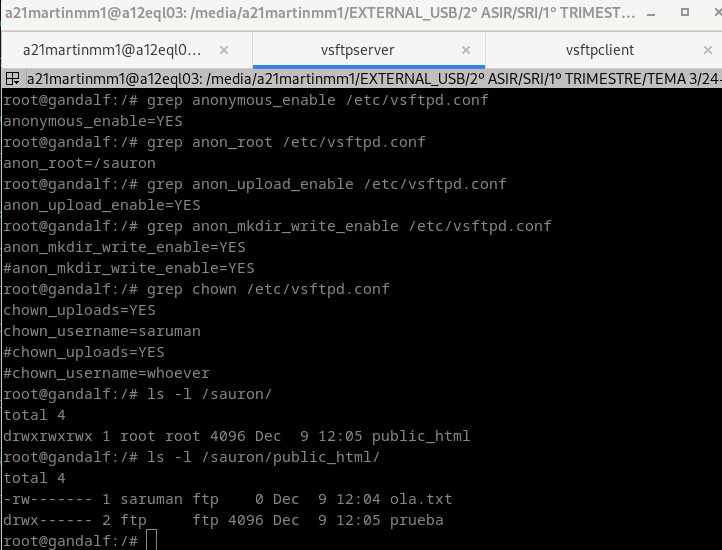 a21martinmm1@a12eql03: /media/a21martinmm1/EXTERNAL_USB/2º ASIR/SRI/1º TRIMEST...
a21martinmm1@a12eql0... vsftpserver vsftpclient
a21martinmm1@a12eql03: /media/a21martinmm1/EXTERNAL_USB/2º ASIR/SRI/1º TRIMESTRE/TEMA 3/24-
root@gandalf:/# grep anonymous_enable /etc/vsftpd.conf
anonymous_enable=YES
root@gandalf:/# grep anon_root /etc/vsftpd.conf
anon_root=/sauron
root@gandalf:/# grep anon_upload_enable /etc/vsftpd.conf
anon_upload_enable=YES
root@gandalf:/# grep anon_mkdir_write_enable /etc/vsftpd.conf
anon_mkdir_write_enable=YES
#anon_mkdir_write_enable=YES
root@gandalf:/# grep chown /etc/vsftpd.conf
chown_uploads=YES
chown_username=saruman
#chown_uploads=YES
#chown_username=whoever
root@gandalf:/# ls -l /sauron/
total 4
drwxrwxrwx 1 root root 4096 Dec  9 12:05 public_html
root@gandalf:/# ls -l /sauron/public_html/
total 4
-rw------- 1 saruman ftp    0 Dec  9 12:04 ola.txt
drwx------ 2 ftp     ftp 4096 Dec  9 12:05 prueba
root@gandalf:/#